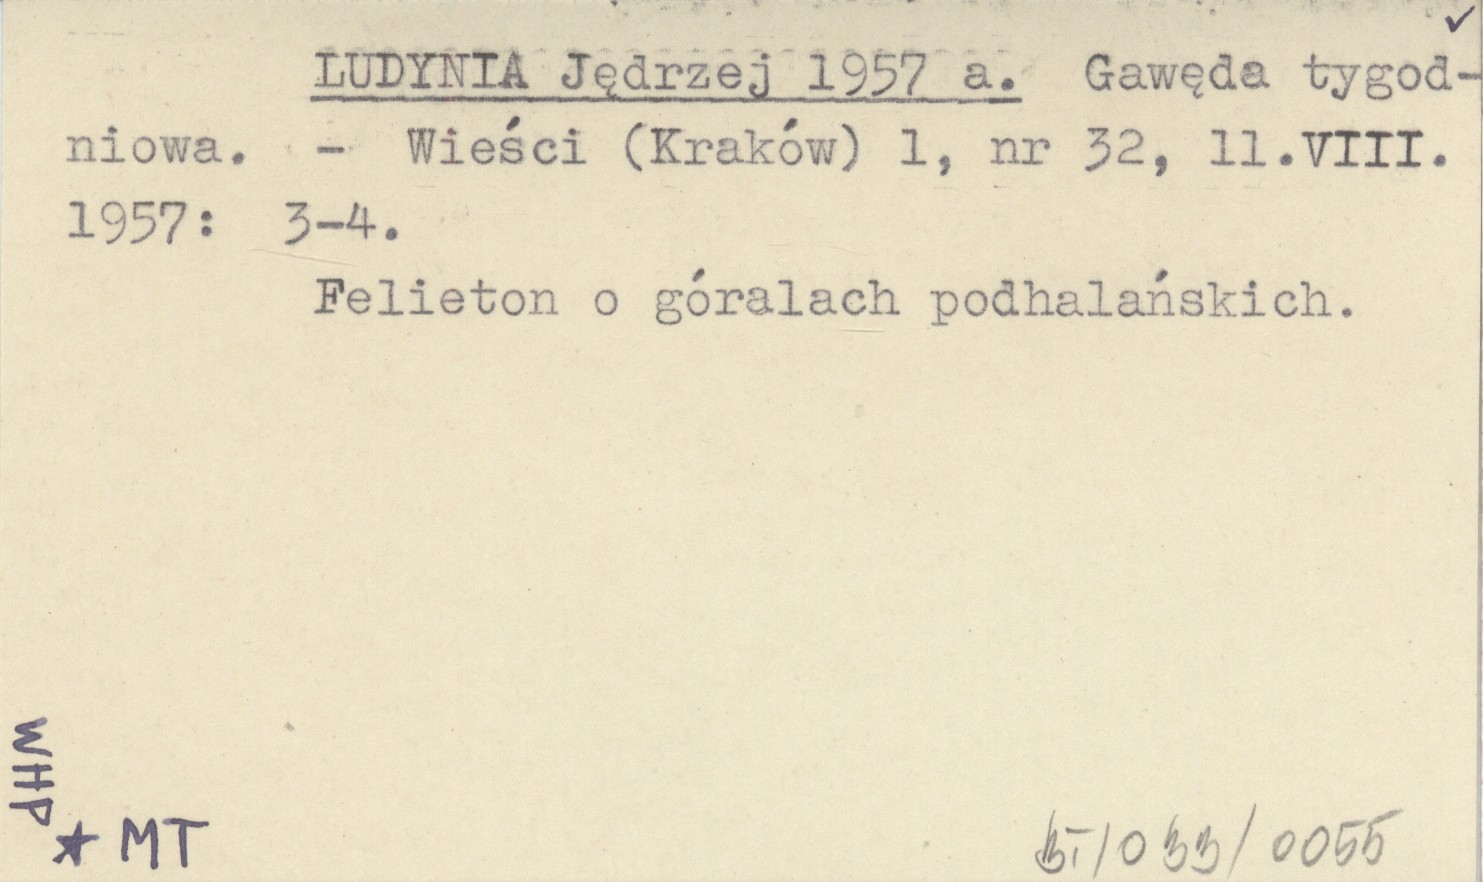 ✓
LUDYNIA Jędrzej 1957 a. Gawęda tygod-
niowa. - Wieści (Kraków) 1, nr 32, 11.VIII.
1957: 3-4.
Felieton o góralach podhalańskich.
WHP
★ MT
/033/0055